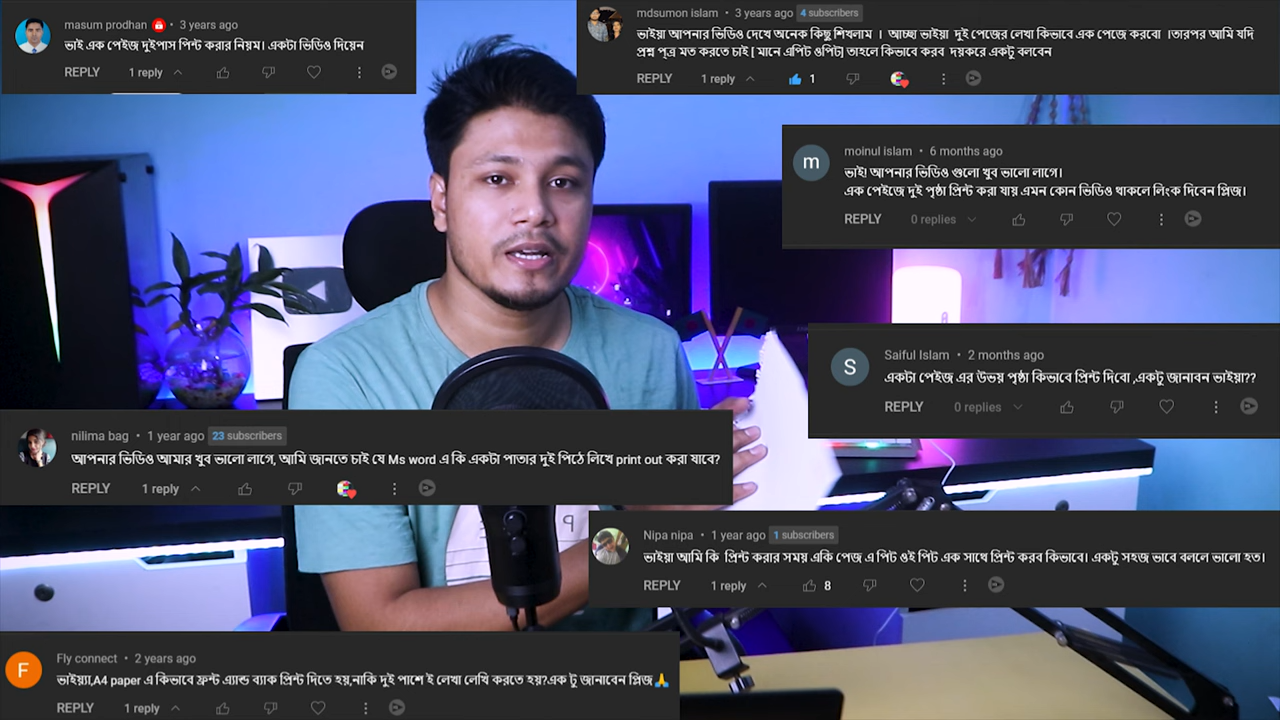 masum prodhan • 3 years ago
ভাই এক পেইজ দুইপাস পিন্ট করার নিয়ম। একটা ভিডিও দিয়েন
REPLY 1 reply
mdsumon islam • 3 years ago 4 subscribers
ভাইয়া আপনার ভিডিও দেখে অনেক কিছু শিখলাম । আচ্ছা ভাইয়া দুই পেজের লেখা কিভাবে এক পেজে করবো ।তারপর আমি যদি
প্রশ্ন পৃত্র মত করতে চাই [ মানে এপিট ওপিটা] তাহলে কিভাবে করব দয়করে একটু বলবেন
REPLY 1 reply 1
m
moinul islam • 6 months ago
ভাই! আপনার ভিডিও গুলো খুব ভালো লাগে।
এক পেইজে দুই পৃষ্ঠা প্রিন্ট করা যায় এমন কোন ভিডিও থাকলে লিংক দিবেন প্লিজ।
REPLY 0 replies
S
Saiful Islam • 2 months ago
একটা পেইজ এর উভয় পৃষ্ঠা কিভাবে প্রিন্ট দিবো ,একটু জানাবন ভাইয়া??
REPLY 0 replies
nilima bag • 1 year ago 23 subscribers
আপনার ভিডিও আমার খুব ভালো লাগে, আমি জানতে চাই যে Ms word এ কি একটা পাতার দুই পিঠে লিখে print out করা যাবে?
REPLY 1 reply
Nipa nipa • 1 year ago 1 subscribers
ভাইয়া আমি কি প্রিন্ট করার সময় একি পেজ এ পিট ওই পিট এক সাথে প্রিন্ট করব কিভাবে। একটু সহজ ভাবে বললে ভালো হত।
REPLY 1 reply 8
F
Fly connect • 2 years ago
ভাইয়্যা,A4 paper এ কিভাবে ফ্রন্ট এ্যান্ড ব্যাক প্রিন্ট দিতে হয়,নাকি দুই পাশে ই লেখা লেখি করতে হয়?এক টু জানাবেন প্লিজ🙏
REPLY 1 reply